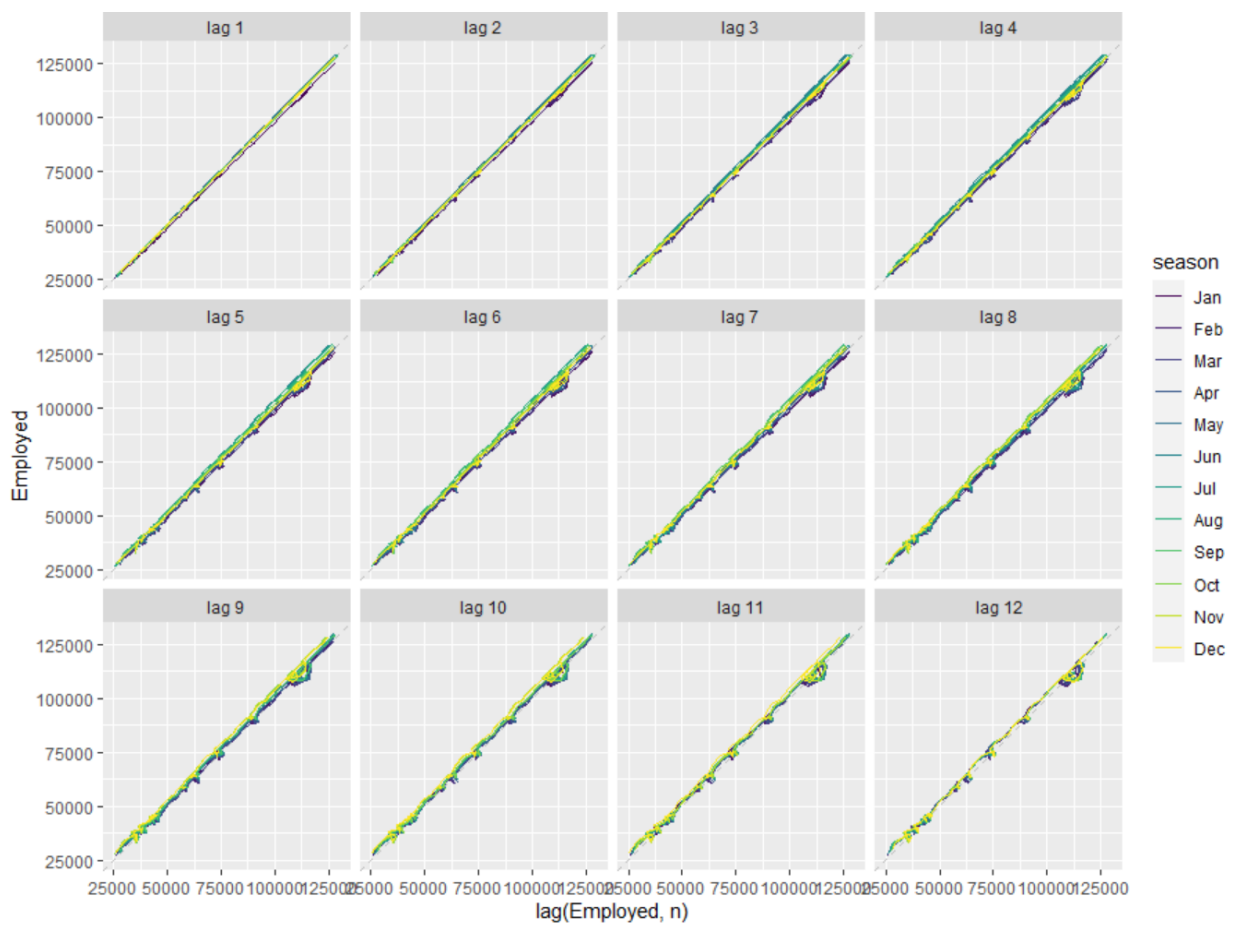 lag 1 lag 2 lag 3 lag 4
125000
100000
75000
50000
25000
lag 5 lag 6 lag 7 lag 8
125000
100000
75000
50000
25000
lag 9 lag 10 lag 11 lag 12
125000
100000
75000
50000
25000
25000 50000 75000 100000 125000 25000 50000 75000 100000 125000 25000 50000 75000 100000 125000 25000 50000 75000 100000 125000
lag(Employed, n)
Employed
season
Jan
Feb
Mar
Apr
May
Jun
Jul
Aug
Sep
Oct
Nov
Dec